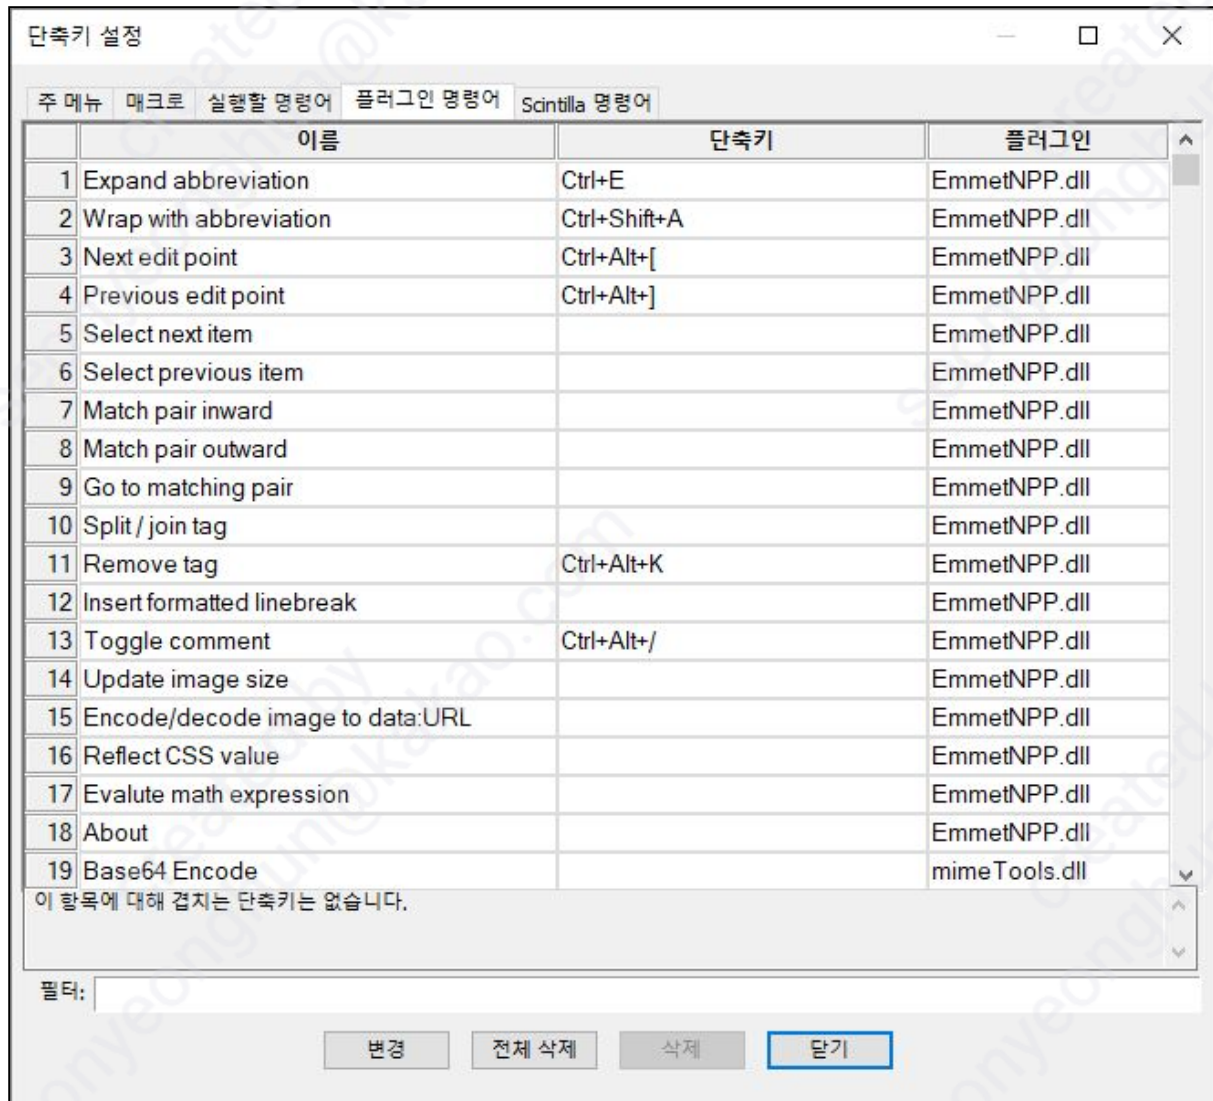 단축키 설정
주 메뉴 매크로 실행할 명령어 플러그인 명령어 Scintilla 명령어
이름 단축키 플러그인
1 Expand abbreviation Ctrl+E EmmetNPP.dll
2 Wrap with abbreviation Ctrl+Shift+A EmmetNPP.dll
3 Next edit point Ctrl+Alt+[ EmmetNPP.dll
4 Previous edit point Ctrl+Alt+] EmmetNPP.dll
5 Select next item EmmetNPP.dll
6 Select previous item EmmetNPP.dll
7 Match pair inward EmmetNPP.dll
8 Match pair outward EmmetNPP.dll
9 Go to matching pair EmmetNPP.dll
10 Split / join tag EmmetNPP.dll
11 Remove tag Ctrl+Alt+K EmmetNPP.dll
12 Insert formatted linebreak EmmetNPP.dll
13 Toggle comment Ctrl+Alt+/ EmmetNPP.dll
14 Update image size EmmetNPP.dll
15 Encode/decode image to data:URL EmmetNPP.dll
16 Reflect CSS value EmmetNPP.dll
17 Evalute math expression EmmetNPP.dll
18 About EmmetNPP.dll
19 Base64 Encode mimeTools.dll
이 항목에 대해 겹치는 단축키는 없습니다.
필터:
변경 전체 삭제 삭제 닫기